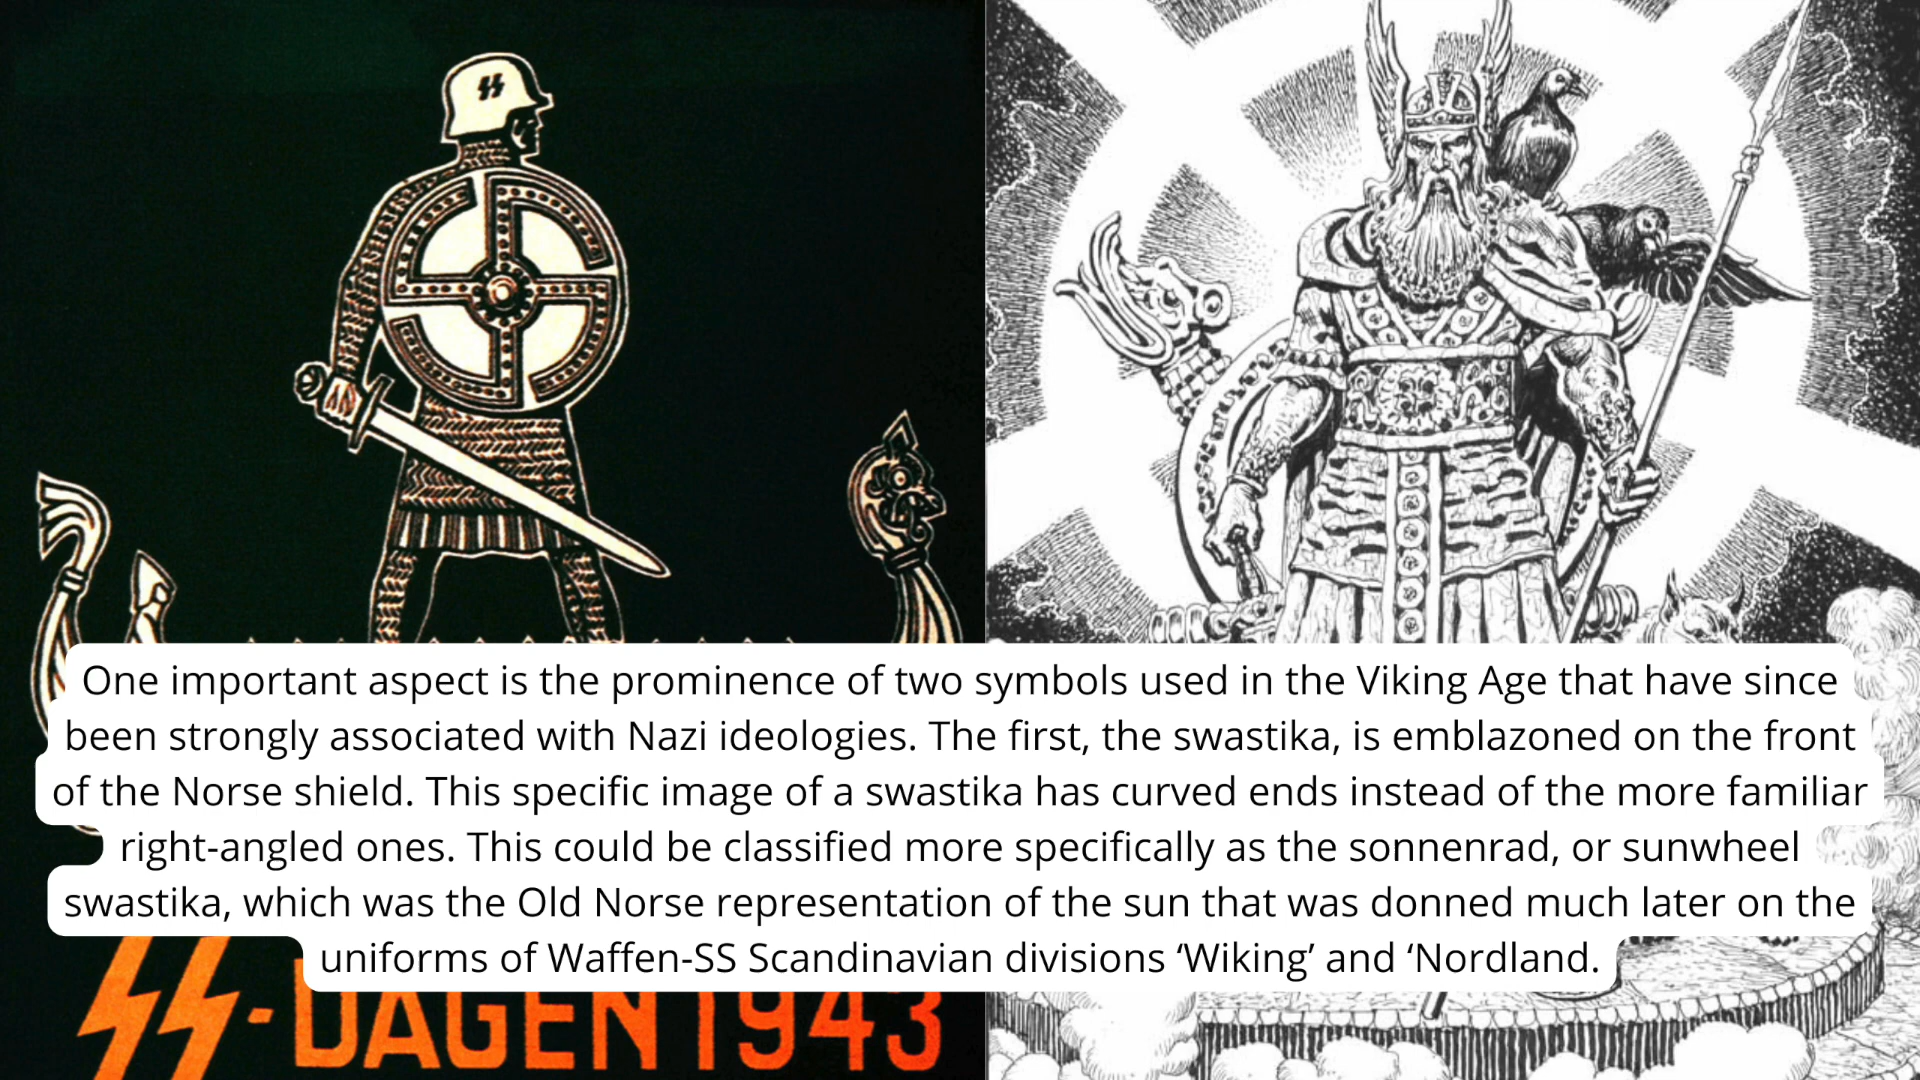 SS
One important aspect is the prominence of two symbols used in the Viking Age that have since
been strongly associated with Nazi ideologies. The first, the swastika, is emblazoned on the front
of the Norse shield. This specific image of a swastika has curved ends instead of the more familiar
right-angled ones. This could be classified more specifically as the sonnenrad, or sunwheel
swastika, which was the Old Norse representation of the sun that was donned much later on the
uniforms of Waffen-SS Scandinavian divisions ‘Wiking’ and ‘Nordland.
SS-DAGEN 1943